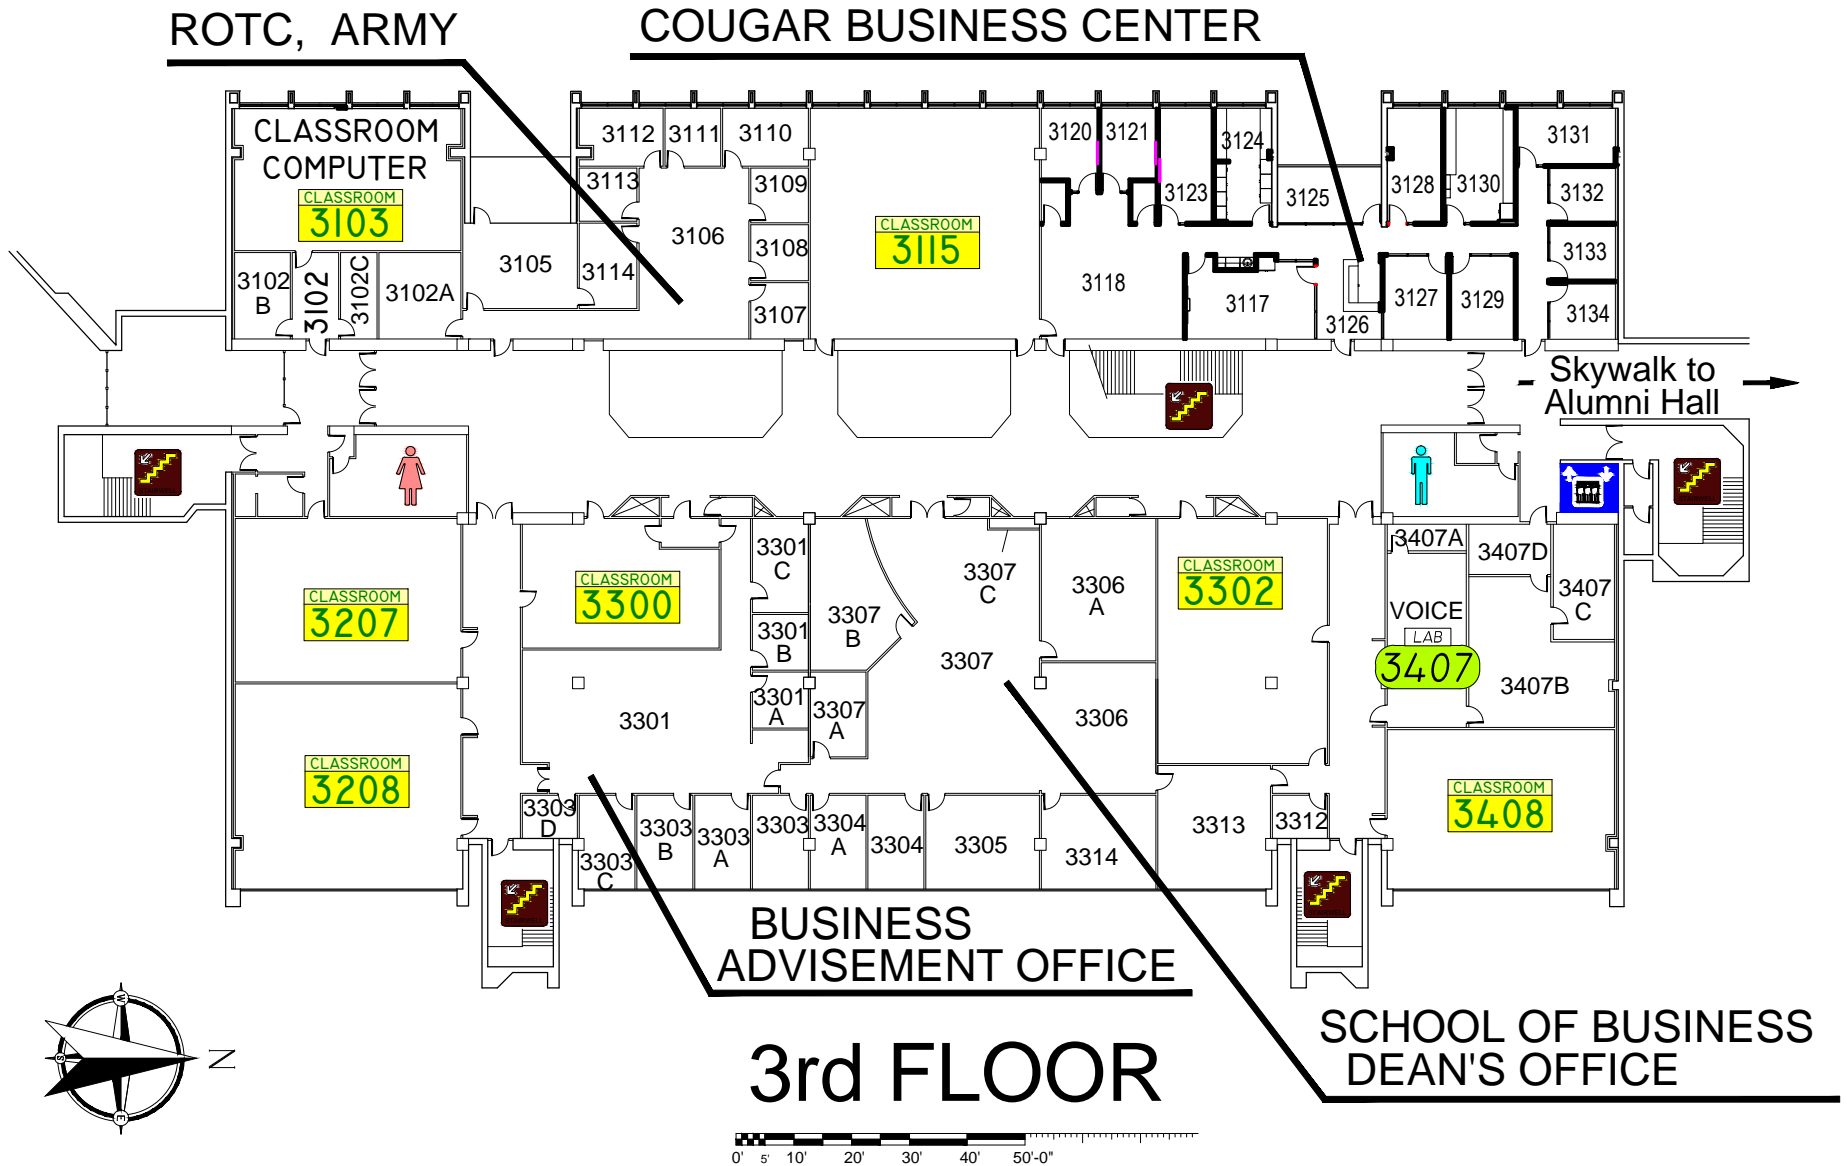 ROTC, ARMY
COUGAR BUSINESS CENTER
CLASSROOM
COMPUTER
CLASSROOM
3103
3102
B
3102
3102C
3102A
3105
3112
3111
3110
3113
3109
3106
3108
3114
3107
CLASSROOM
3115
3120
3121
3123
3124
3125
3118
3117
3126
3128
3130
3131
3132
3133
3134
3127
3129
Skywalk to
Alumni Hall
CLASSROOM
3207
CLASSROOM
3208
CLASSROOM
3300
3301
C
3301
B
3301
A
3301
3307
B
3307
A
3307
C
3307
3306
A
3306
CLASSROOM
3302
3407A
3407D
3407
C
VOICE
LAB
3407
3407B
CLASSROOM
3408
3303
D
3303
C
3303
B
3303
A
3303
3304
A
3304
3305
3314
3313
3312
BUSINESS
ADVISEMENT OFFICE
SCHOOL OF BUSINESS
DEAN'S OFFICE
3rd FLOOR
W
S
E
N
0' 5' 10' 20' 30' 40' 50'-0"